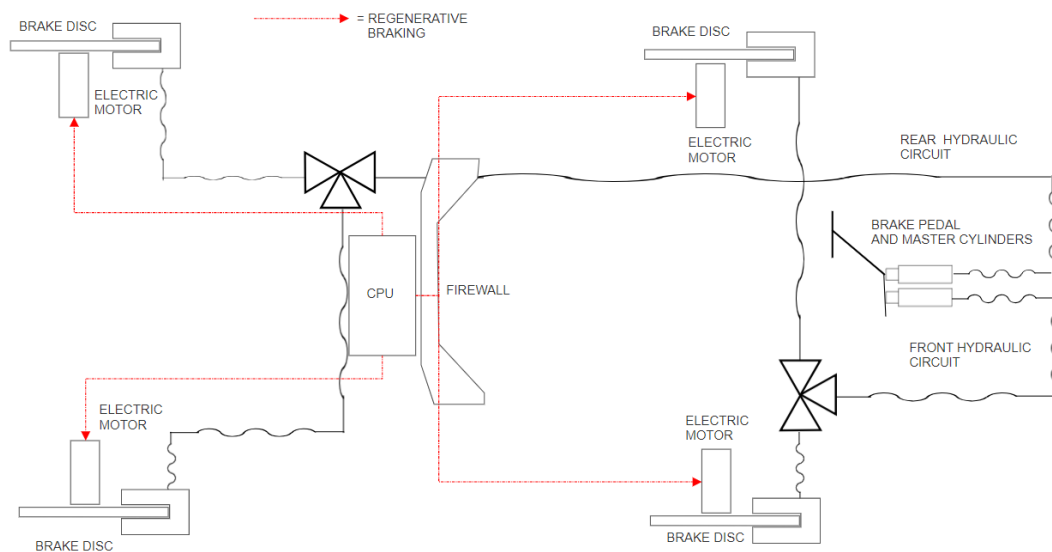 BRAKE DISC
= REGENERATIVE
BRAKING
BRAKE DISC
ELECTRIC
MOTOR
ELECTRIC
MOTOR
REAR HYDRAULIC
CIRCUIT
BRAKE PEDAL
AND MASTER CYLINDERS
CPU
FIREWALL
FRONT HYDRAULIC
CIRCUIT
ELECTRIC
MOTOR
ELECTRIC
MOTOR
BRAKE DISC
BRAKE DISC